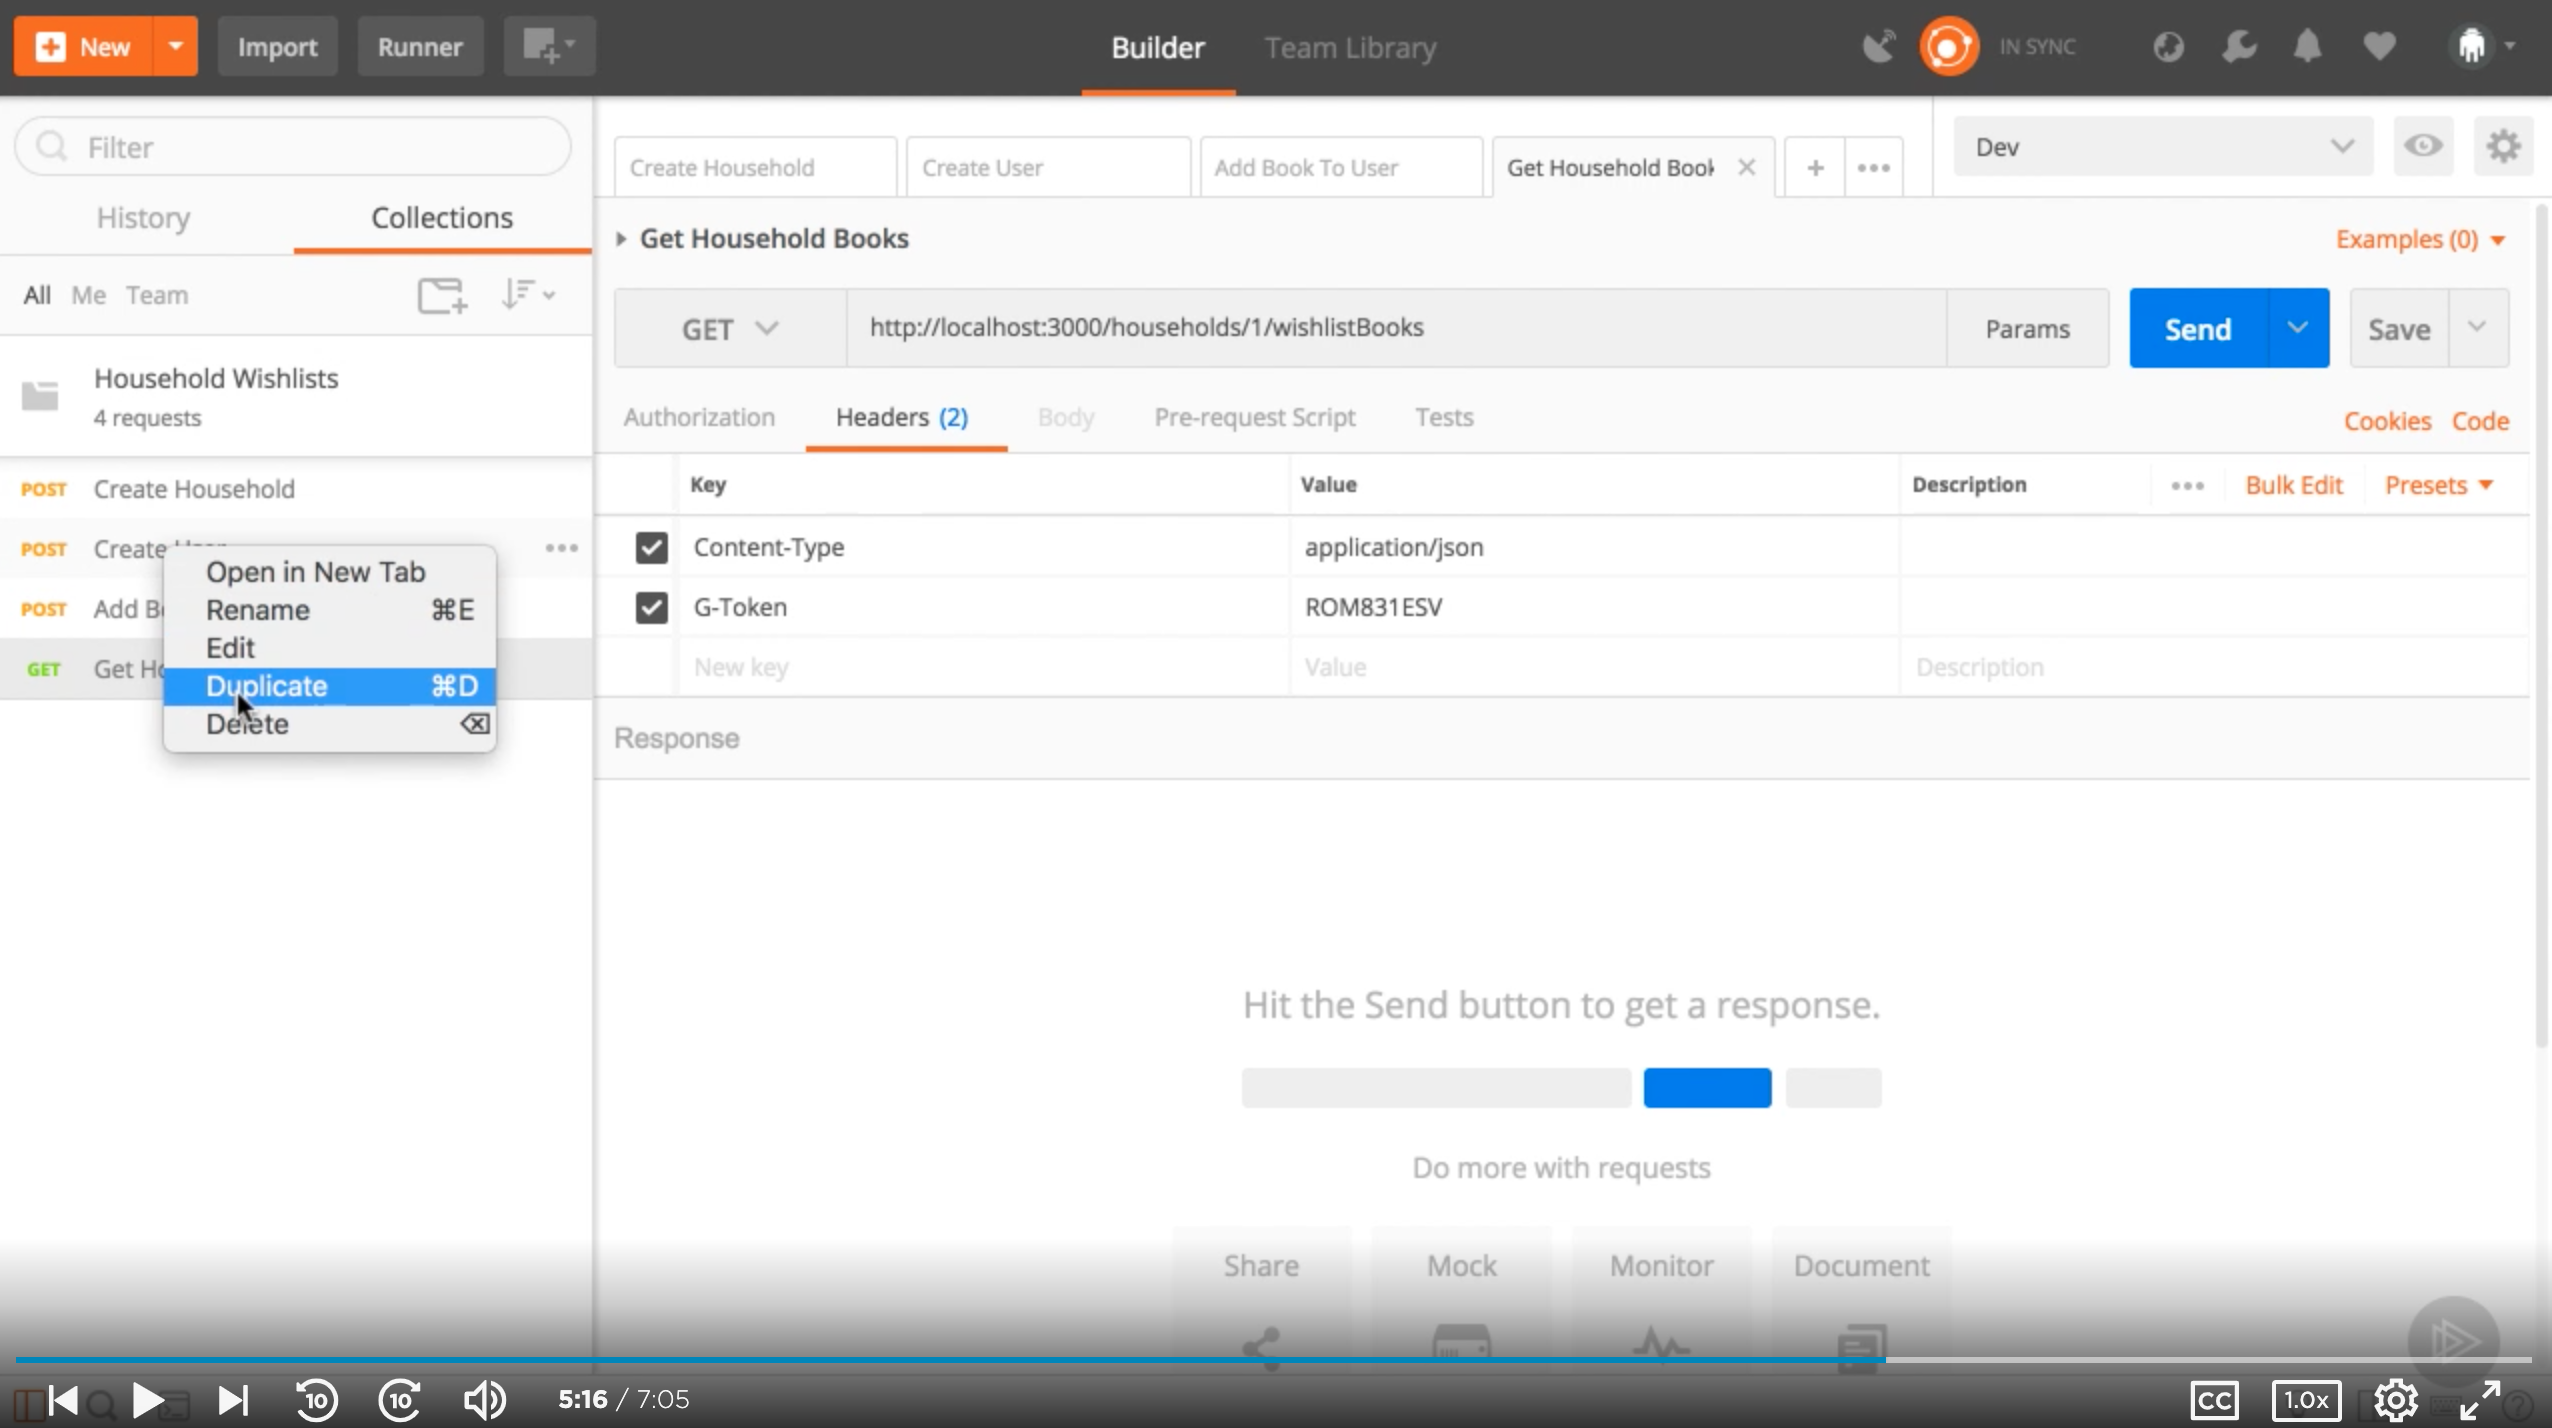 New
Import
Runner
Builder
Team Library
IN SYNC
Filter
History
Collections
All Me Team
Household Wishlists
4 requests
POST Create Household
POST Create
POST Add
GET Get
Open in New Tab
Rename ⌘E
Edit
Duplicate ⌘D
Delete ⌫
Create Household
Create User
Add Book To User
Get Household Book
Dev
Get Household Books
Examples (0)
GET
http://localhost:3000/households/1/wishlistBooks
Params
Send
Save
Authorization
Headers (2)
Body
Pre-request Script
Tests
Cookies
Code
Key Value Description Bulk Edit Presets
Content-Type application/json
G-Token ROM831ESV
New key Value Description
Response
Hit the Send button to get a response.
Do more with requests
Share Mock Monitor Document
10
10
5:16 / 7:05
CC
1.0x